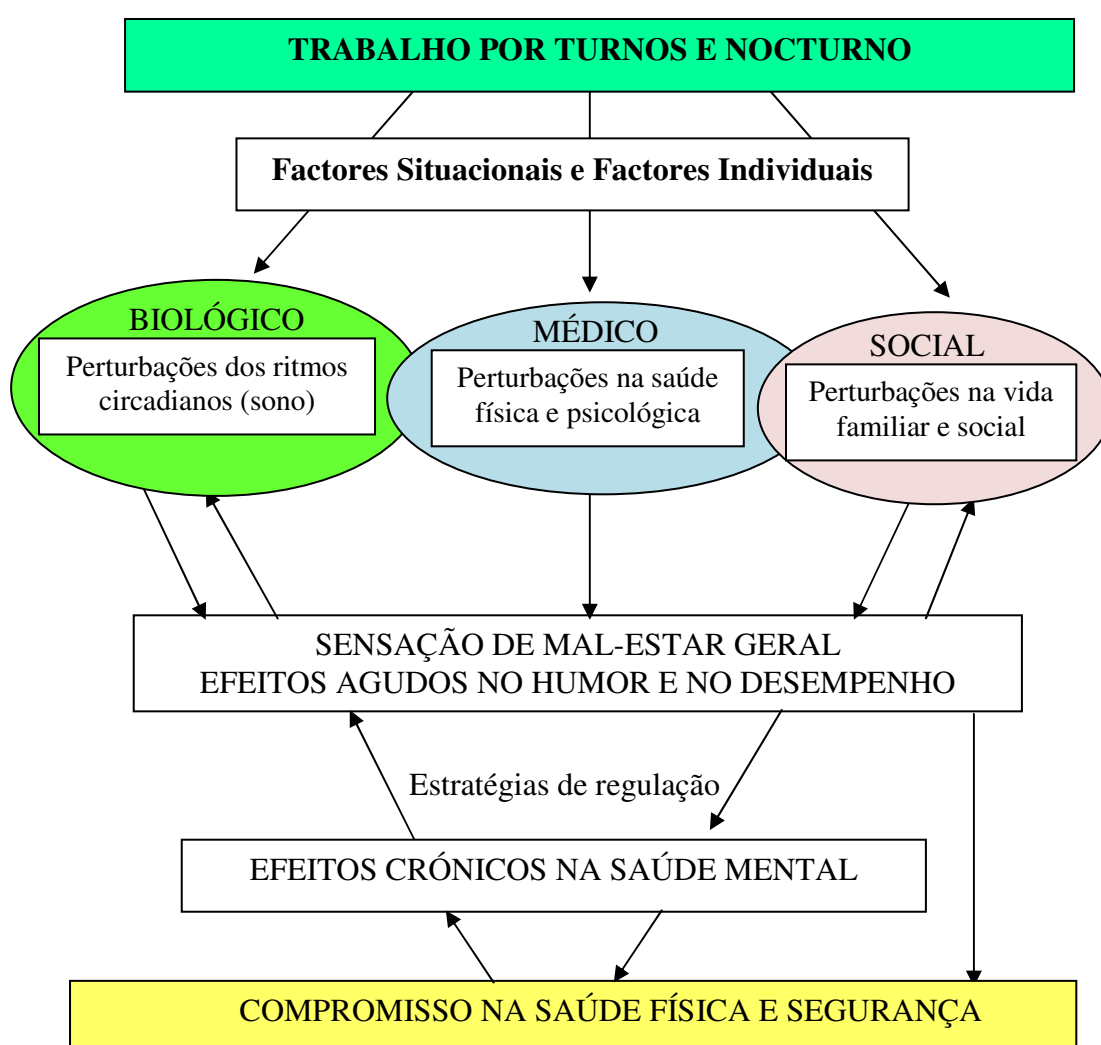 TRABALHO POR TURNOS E NOCTURNO
Factores Situacionais e Factores Individuais
BIOLÓGICO
Perturbações dos ritmos
circadianos (sono)
MÉDICO
Perturbações na saúde
física e psicológica
SOCIAL
Perturbações na vida
familiar e social
SENSAÇÃO DE MAL-ESTAR GERAL
EFEITOS AGUDOS NO HUMOR E NO DESEMPENHO
Estratégias de regulação
EFEITOS CRÓNICOS NA SAÚDE MENTAL
COMPROMISSO NA SAÚDE FÍSICA E SEGURANÇA